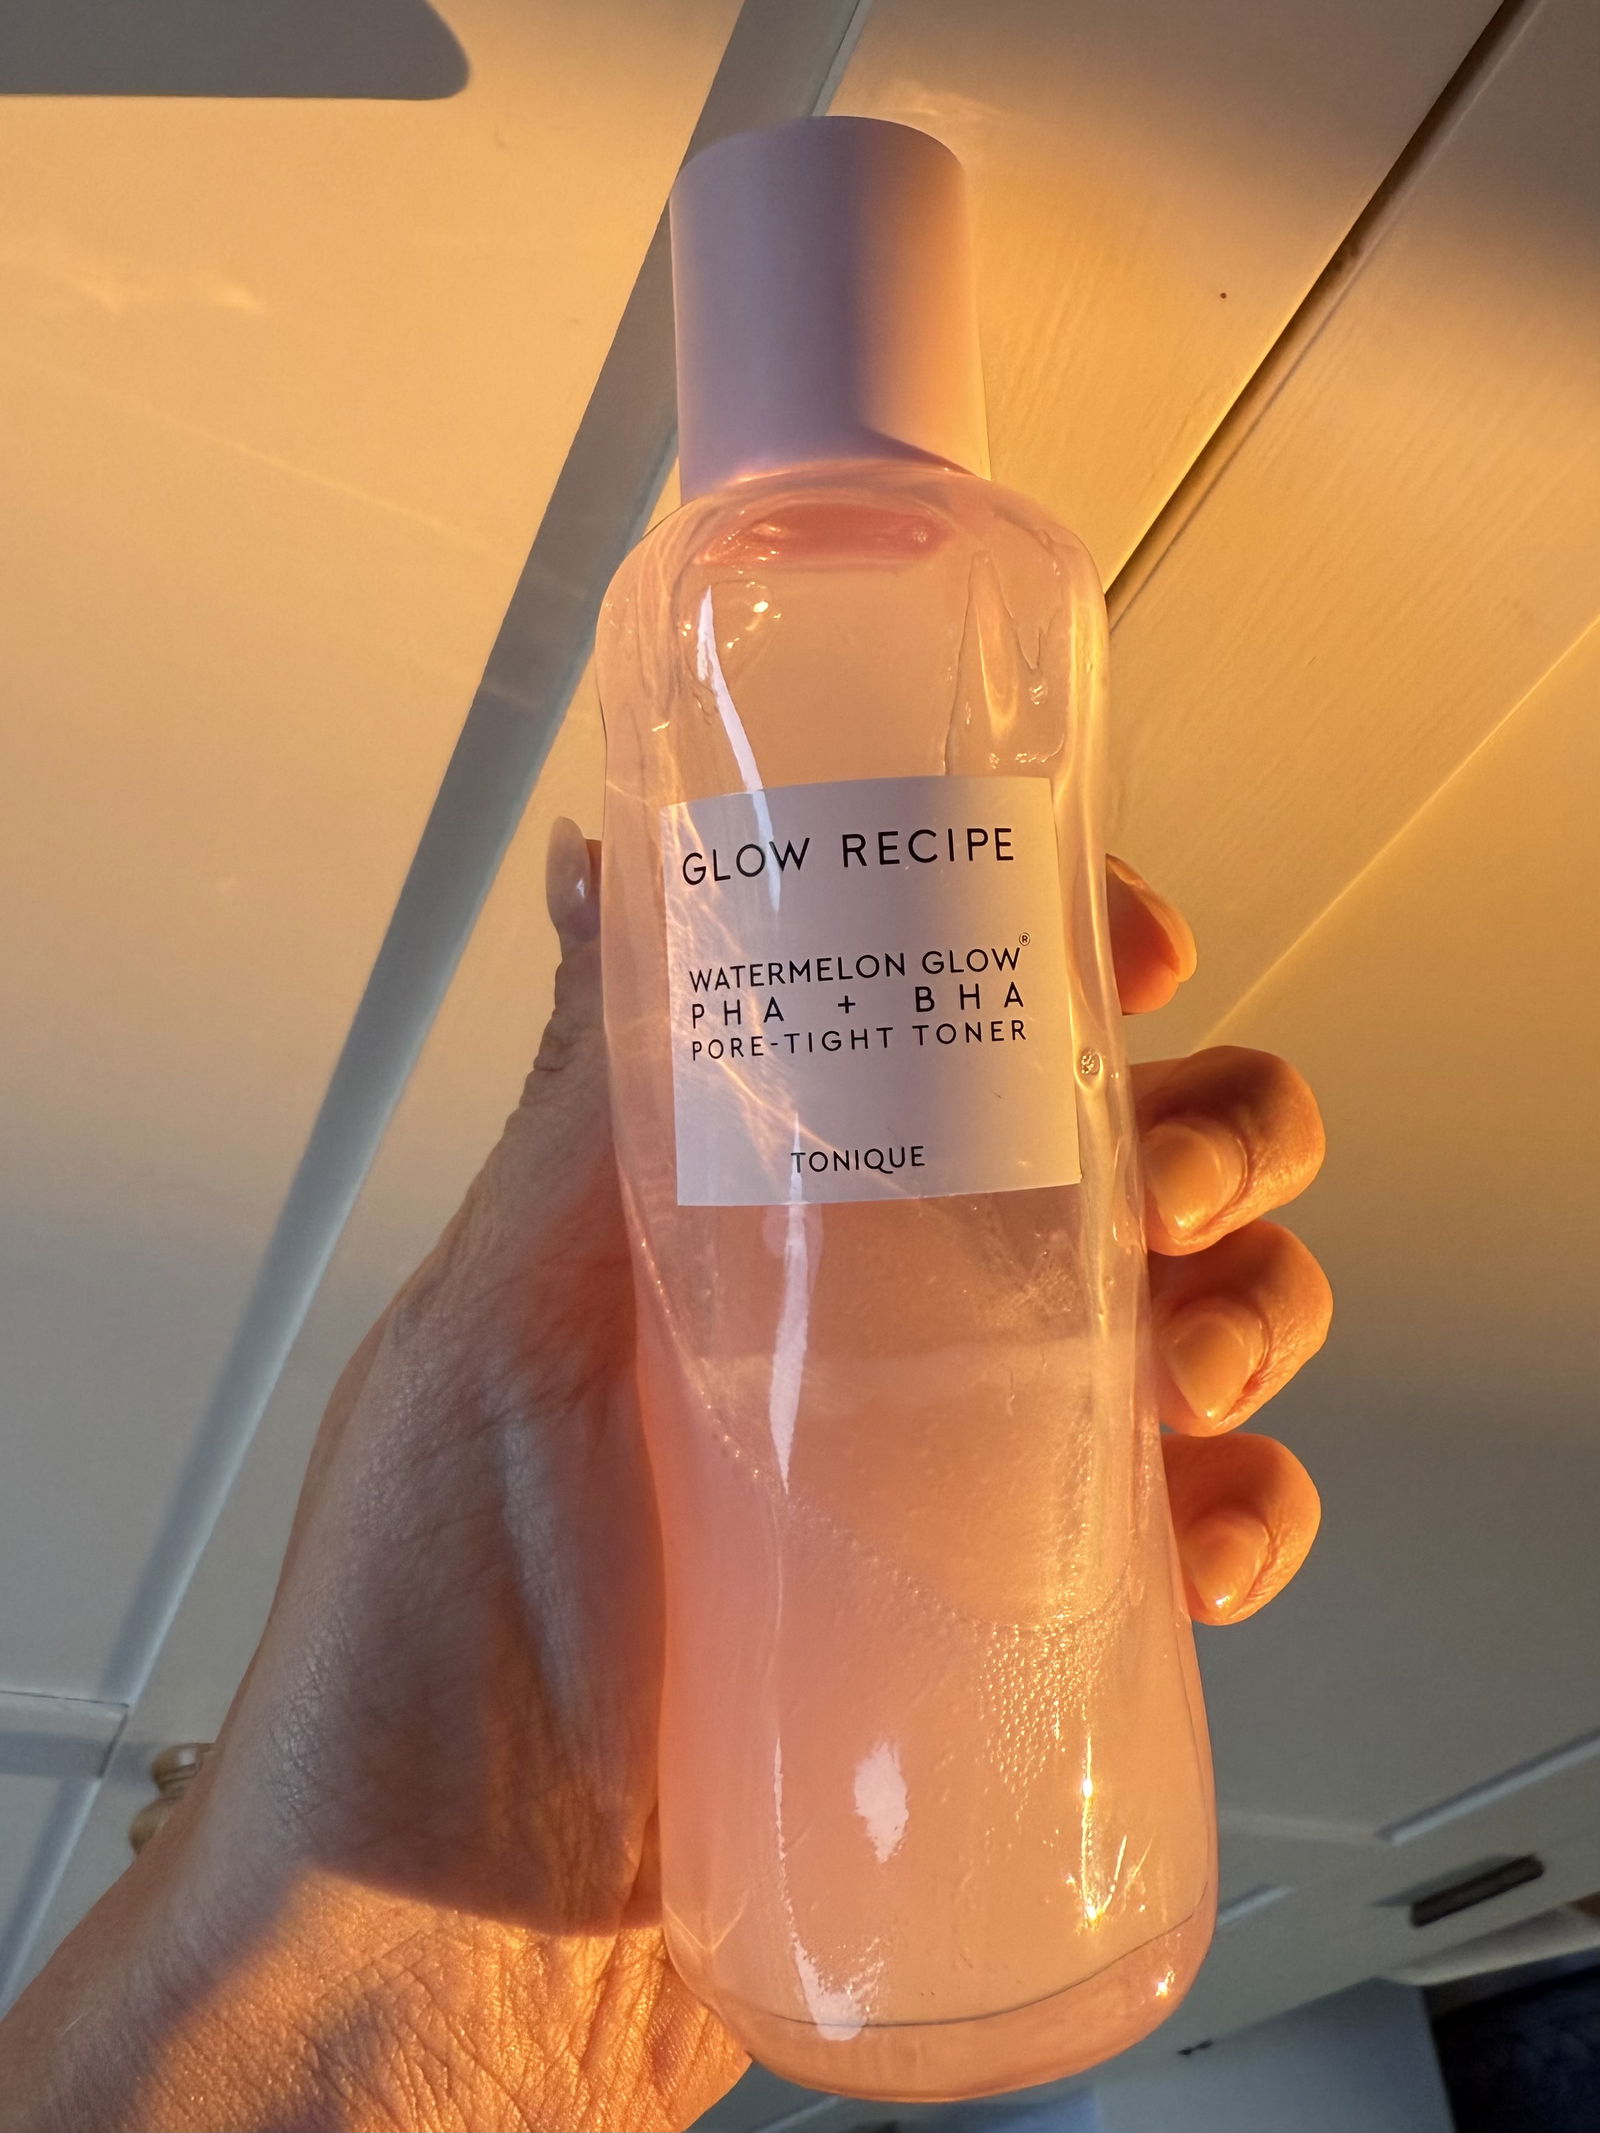 GLOW RECIPE
WATERMELON GLOW®
PHA + BHA
PORE-TIGHT TONER
TONIQUE